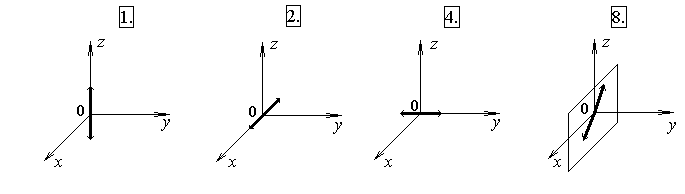 1. 2. 4. 8.
z z z z
0 0 0 0
y y y y
x x x x